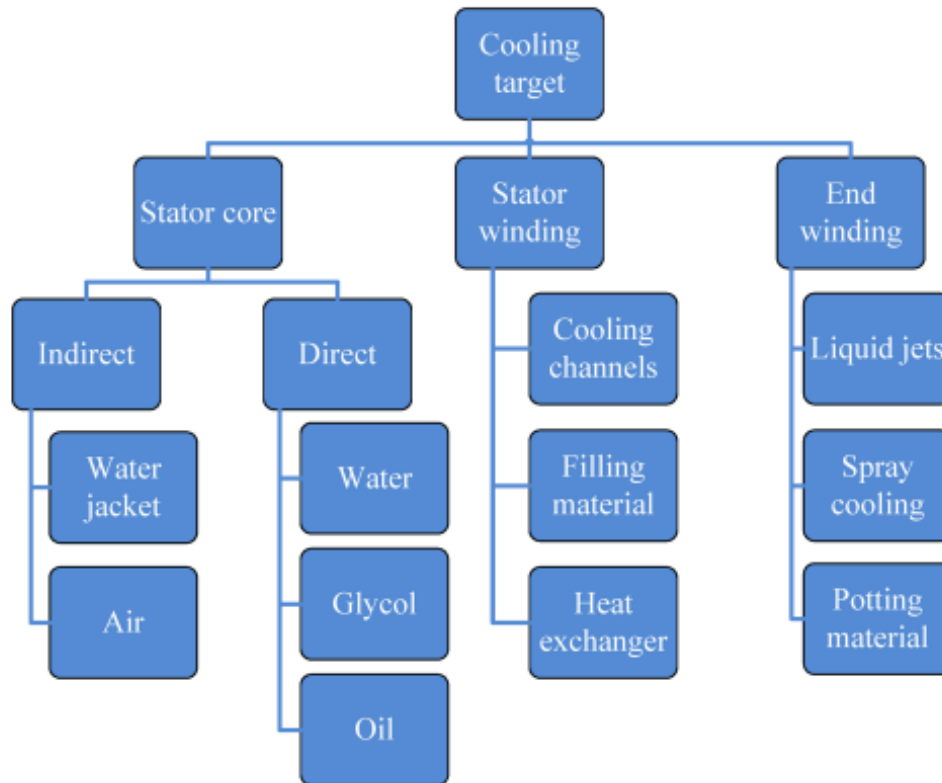 Cooling
target
Stator core
Stator
winding
End
winding
Indirect
Direct
Cooling
channels
Liquid jets
Water
jacket
Water
Filling
material
Spray
cooling
Air
Glycol
Heat
exchanger
Potting
material
Oil